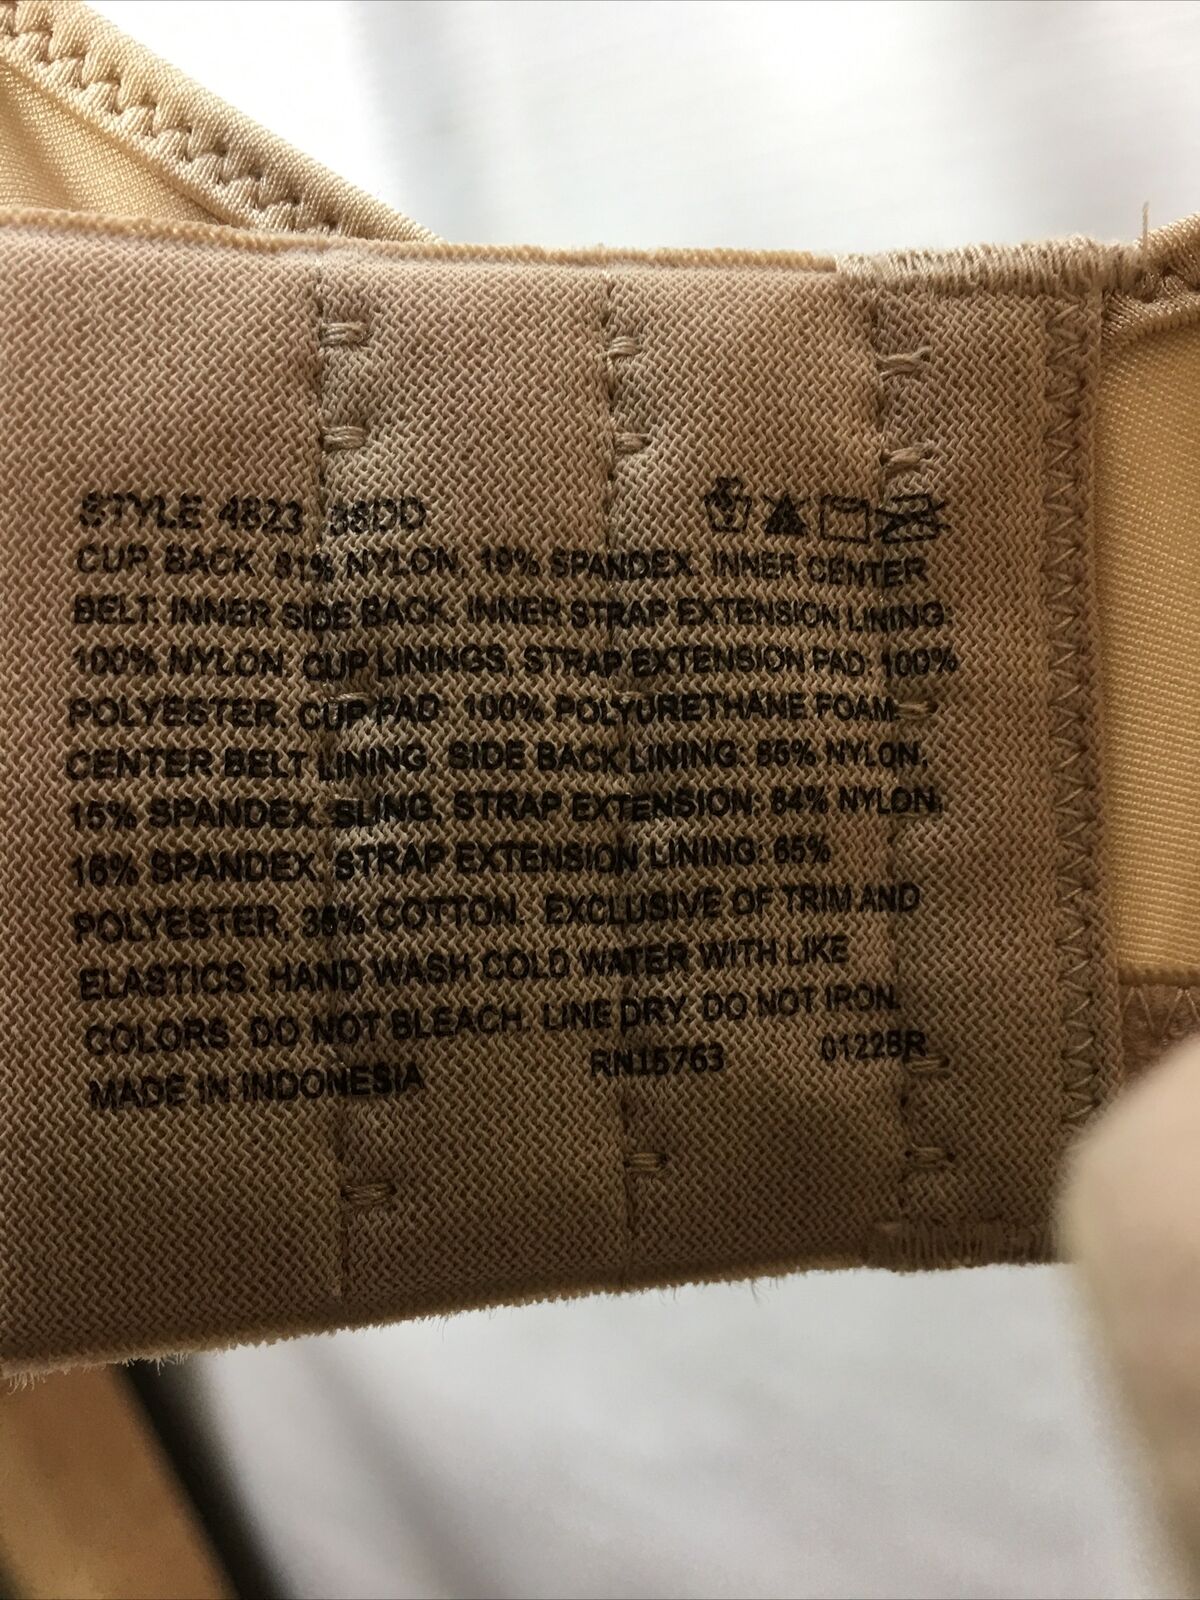 STYLE 4823 38DD
CUP, BACK 81% NYLON, 19% SPANDEX. INNER CENTER
BELT, INNER SIDE BACK, INNER STRAP EXTENSION LINING:
100% NYLON. CUP LININGS, STRAP EXTENSION PAD: 100%
POLYESTER. CUP PAD: 100% POLYURETHANE FOAM.
CENTER BELT LINING, SIDE BACK LINING: 85% NYLON,
15% SPANDEX. SLING, STRAP EXTENSION: 84% NYLON,
16% SPANDEX. STRAP EXTENSION LINING: 65%
POLYESTER, 35% COTTON. EXCLUSIVE OF TRIM AND
ELASTICS. HAND WASH COLD WATER WITH LIKE
COLORS. DO NOT BLEACH. LINE DRY. DO NOT IRON.
MADE IN INDONESIA RN15763 0122BR